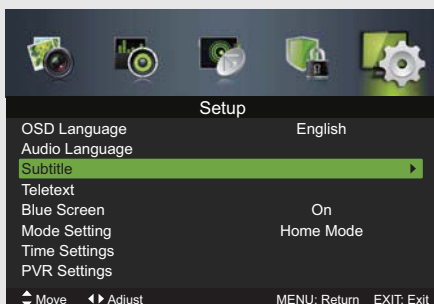 Setup
OSD Language English
Audio Language
Subtitle
Teletext
Blue Screen On
Mode Setting Home Mode
Time Settings
PVR Settings
Move Adjust MENU: Return EXIT: Exit